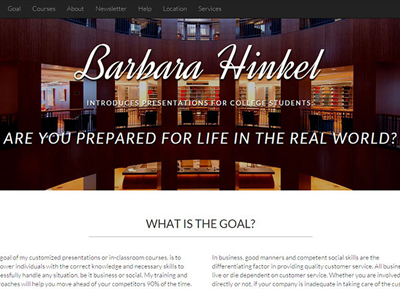 Goal Courses About Newsletter Help Location Services
Barbara Hinkel
INTRODUCES PRESENTATIONS FOR COLLEGE STUDENTS
ARE YOU PREPARED FOR LIFE IN THE REAL WORLD?
WHAT IS THE GOAL?
goal of my customized presentations or in-classroom courses, is to
ower individuals with the correct knowledge and necessary skills to
essfully handle any situation, be it business or social. My training and
oaches will help you move ahead of your competitors 90% of the time.
In business, good manners and competent social skills are the
differentiating factor in providing quality customer service. All busine
live or die dependent on customer service. Whether you are involved
directly or not, if your company is inadequate in taking care of the cu